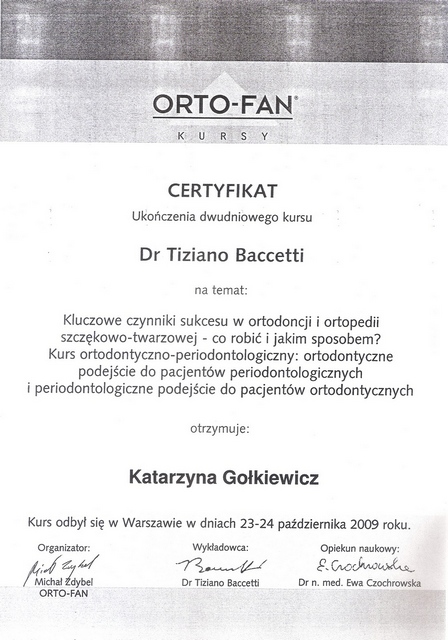 ORTO-FAN®
KURSY
CERTYFIKAT
Ukończenia dwudniowego kursu
Dr Tiziano Baccetti
na temat:
Kluczowe czynniki sukcesu w ortodoncji i ortopedii
szczękowo-twarzowej - co robić i jakim sposobem?
Kurs ortodontyczno-periodontologiczny: ortodontyczne
podejście do pacjentów periodontologicznych
i periodontologiczne podejście do pacjentów ortodontycznych
otrzymuje:
Katarzyna Gołkiewicz
Kurs odbył się w Warszawie w dniach 23-24 października 2009 roku.
Organizator: Wykładowca: Opiekun naukowy:
Michał Zdybel Dr Tiziano Baccetti Dr n. med. Ewa Czochrowska
ORTO-FAN